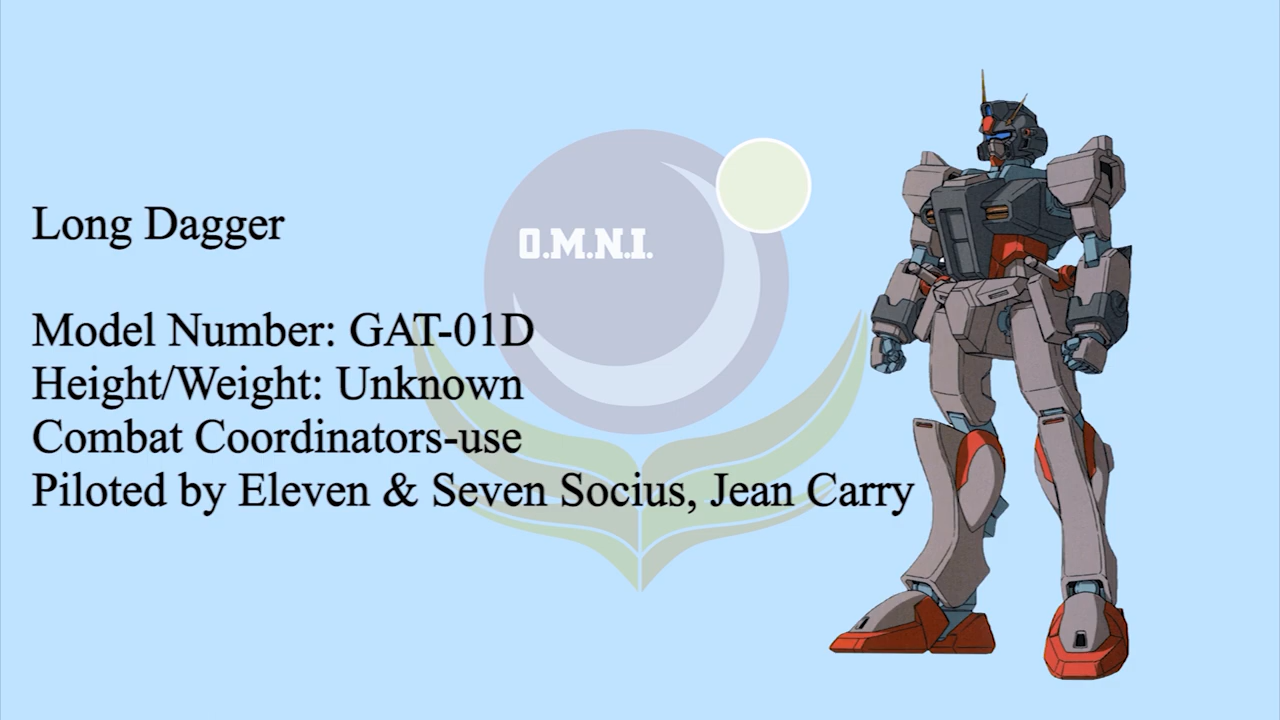 O.M.N.I.
Long Dagger
Model Number: GAT-01D
Height/Weight: Unknown
Combat Coordinators-use
Piloted by Eleven & Seven Socius, Jean Carry